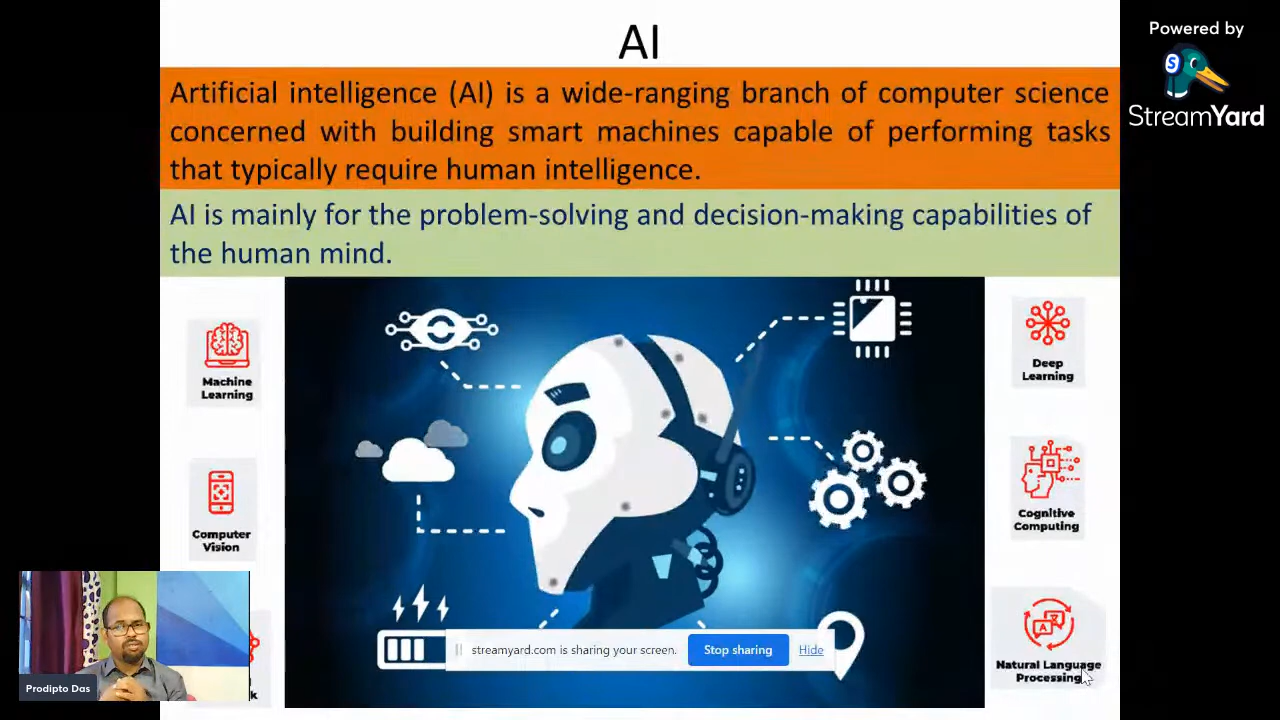 AI
Powered by
StreamYard
Artificial intelligence (AI) is a wide-ranging branch of computer science
concerned with building smart machines capable of performing tasks
that typically require human intelligence.
AI is mainly for the problem-solving and decision-making capabilities of
the human mind.
Machine
Learning
Deep
Learning
Computer
Vision
Cognitive
Computing
streamyard.com is sharing your screen.
Stop sharing
Hide
Natural Language
Processing
Prodipto Das